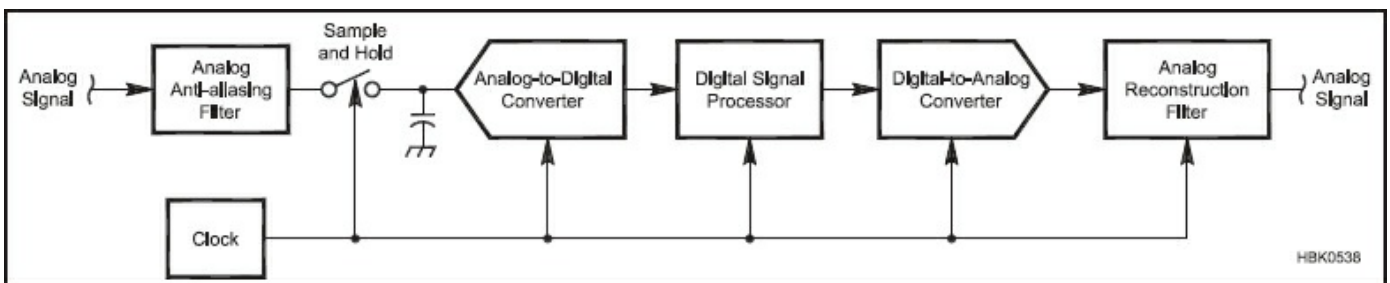 Analog
Signal
Analog
Anti-aliasing
Filter
Sample
and Hold
Analog-to-Digital
Converter
Digital Signal
Processor
Digital-to-Analog
Converter
Analog
Reconstruction
Filter
Analog
Signal
Clock
HBK0538